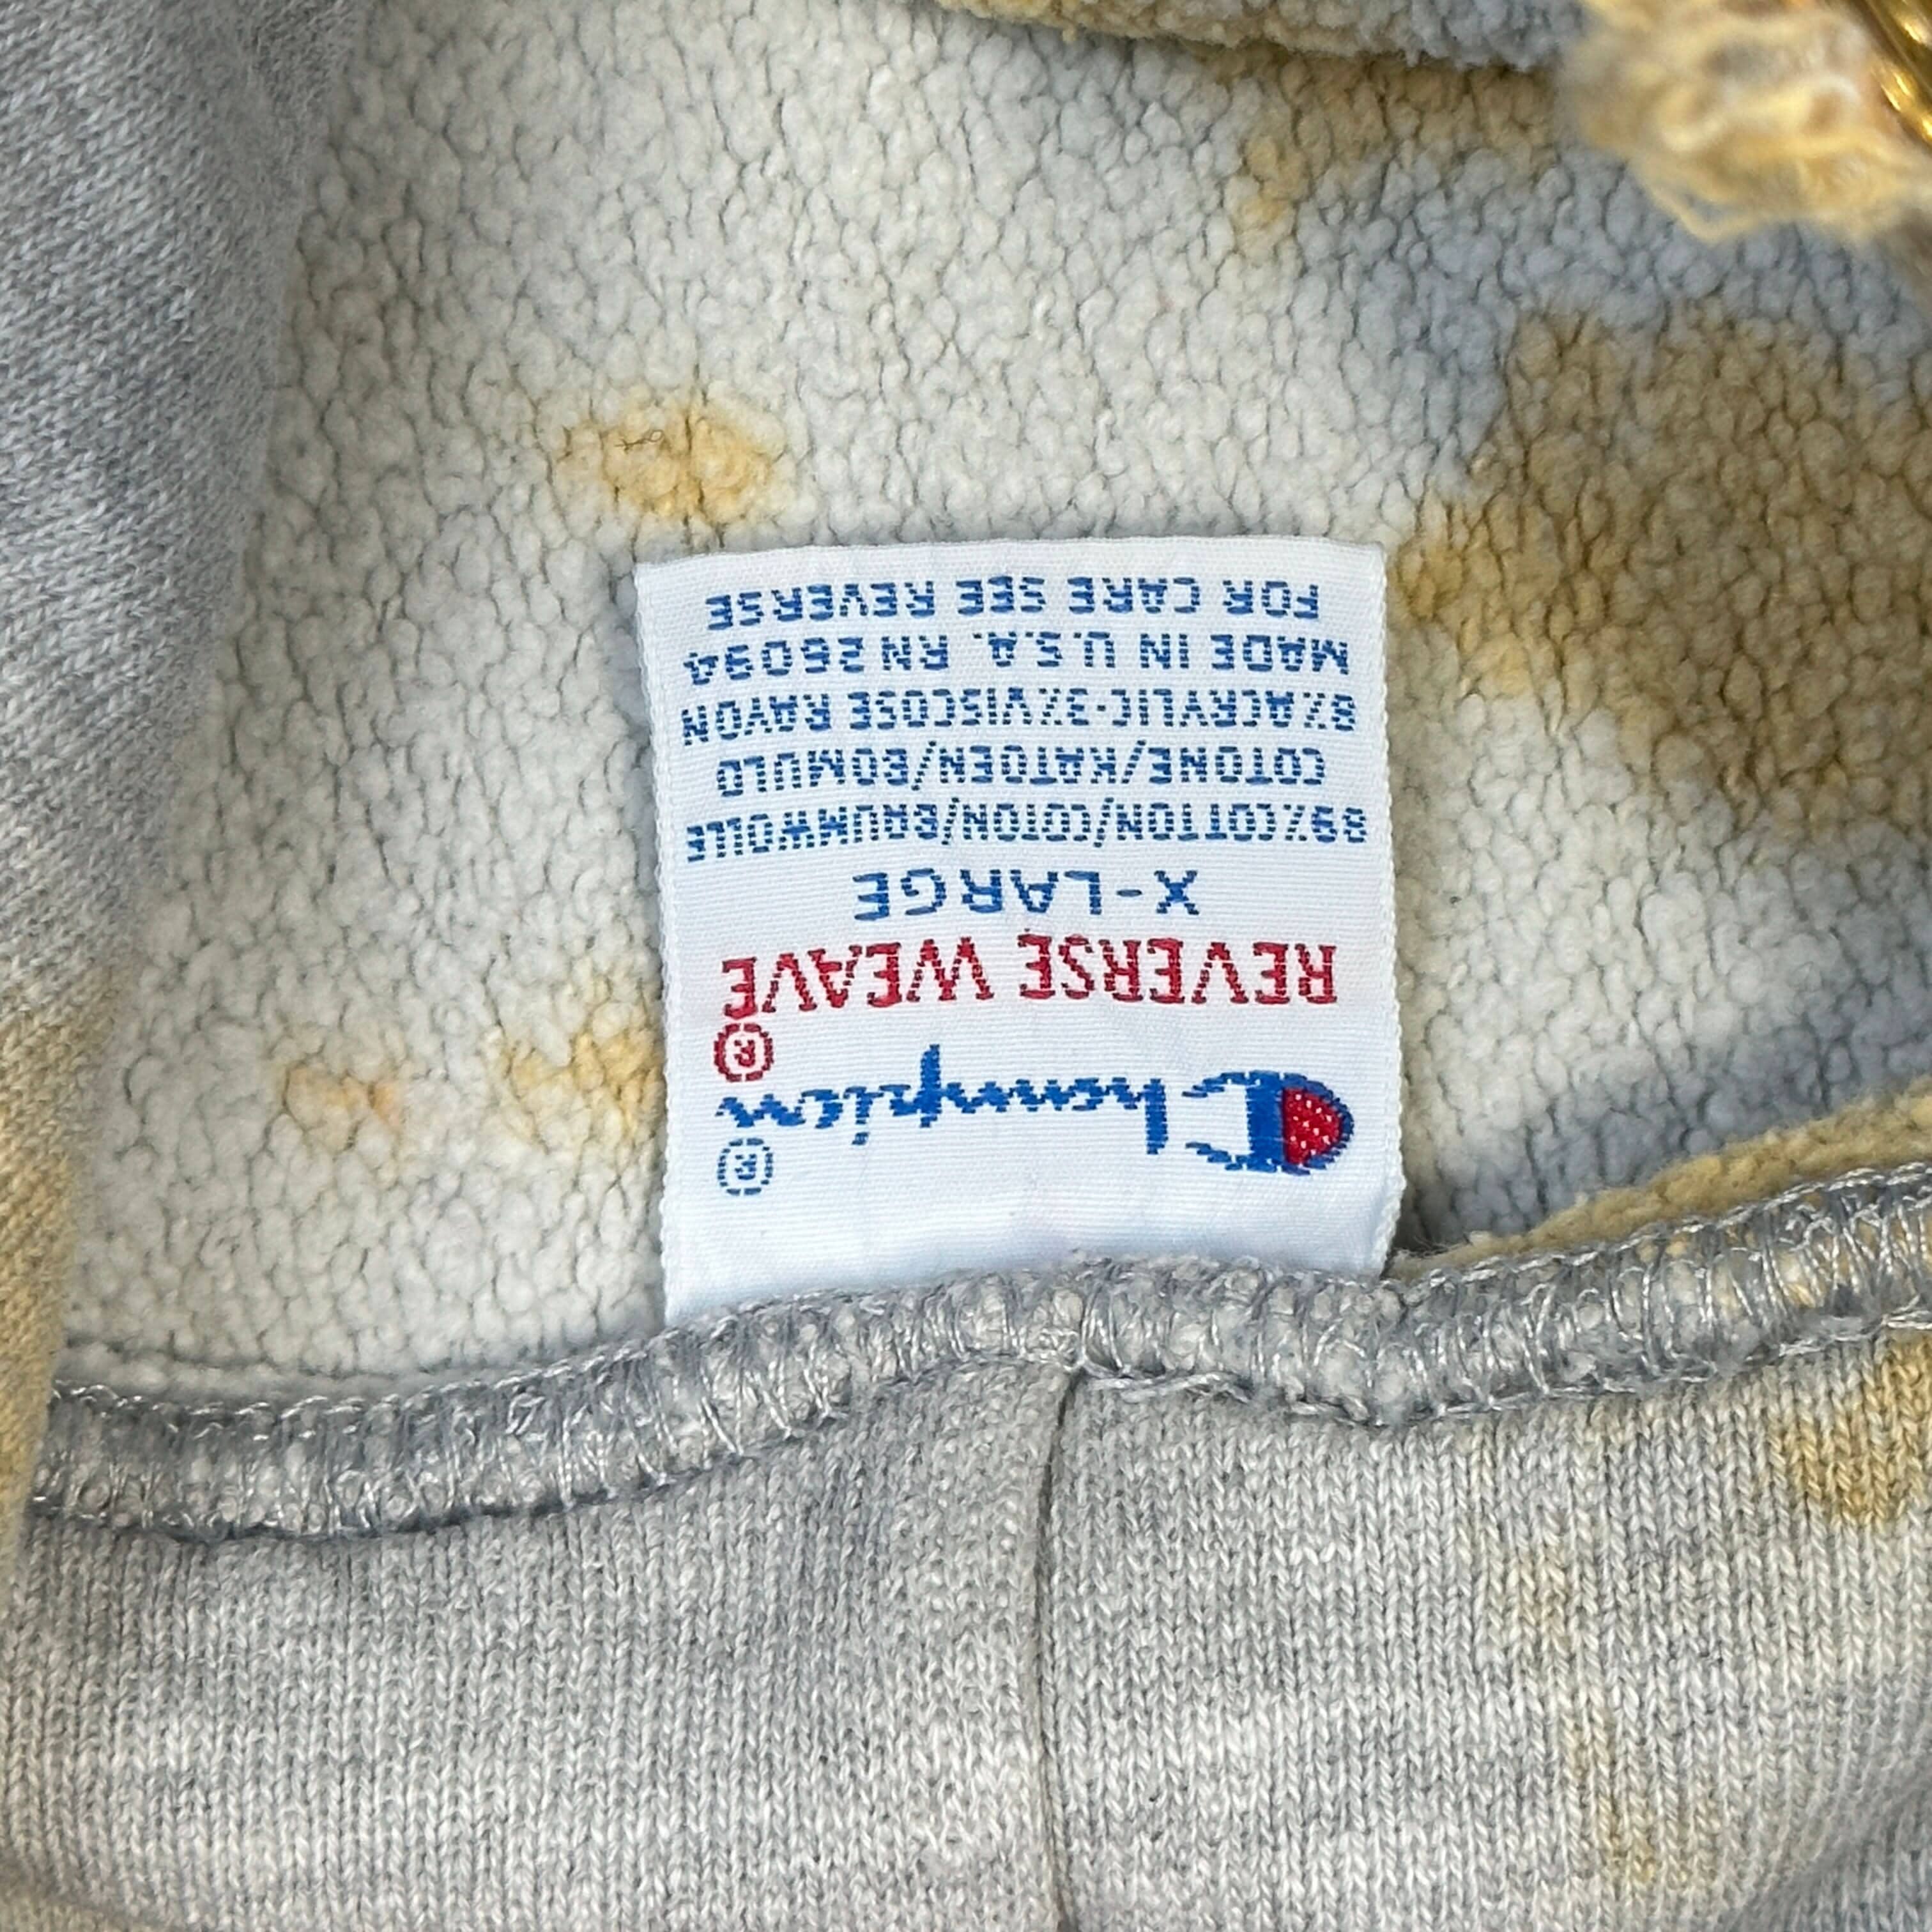 Champion ®
REVERSE WEAVE ®
X-LARGE
89% COTTON/COTON/BAUMWOLLE
COTONE/KATOEN/BOMULD
8% ACRYLIC-3% VISCOSE RAYON
MADE IN U.S.A. RN 26094
FOR CARE SEE REVERSE